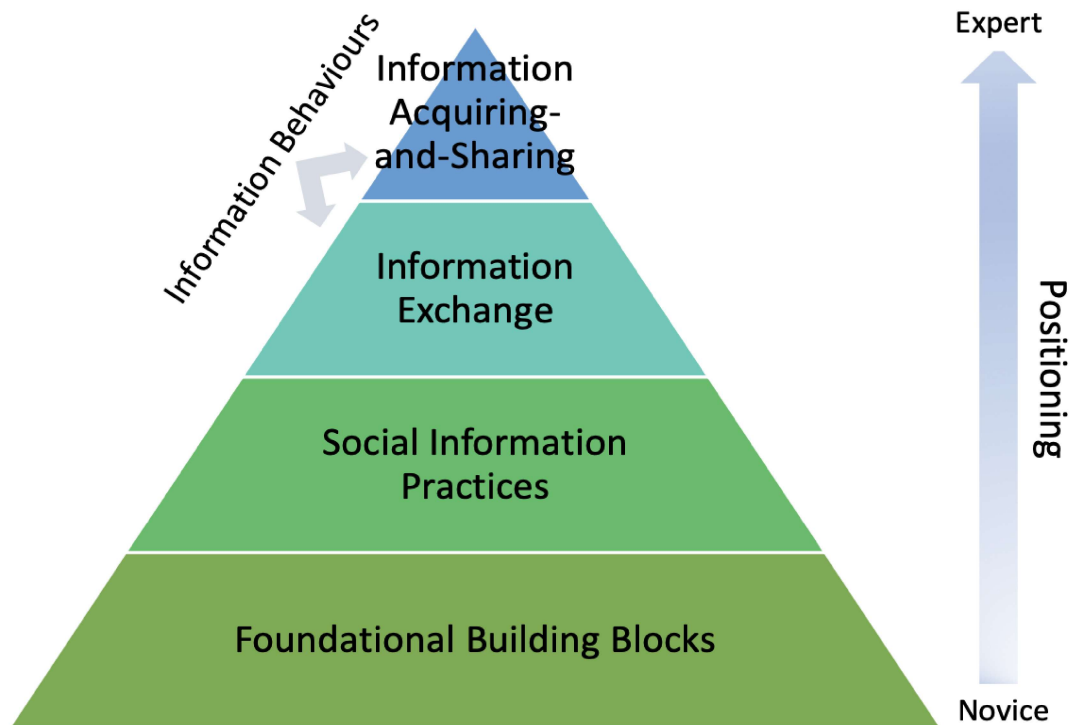 Information Behaviours
Information
Acquiring-
and-Sharing
Information
Exchange
Social Information
Practices
Foundational Building Blocks
Expert
Positioning
Novice